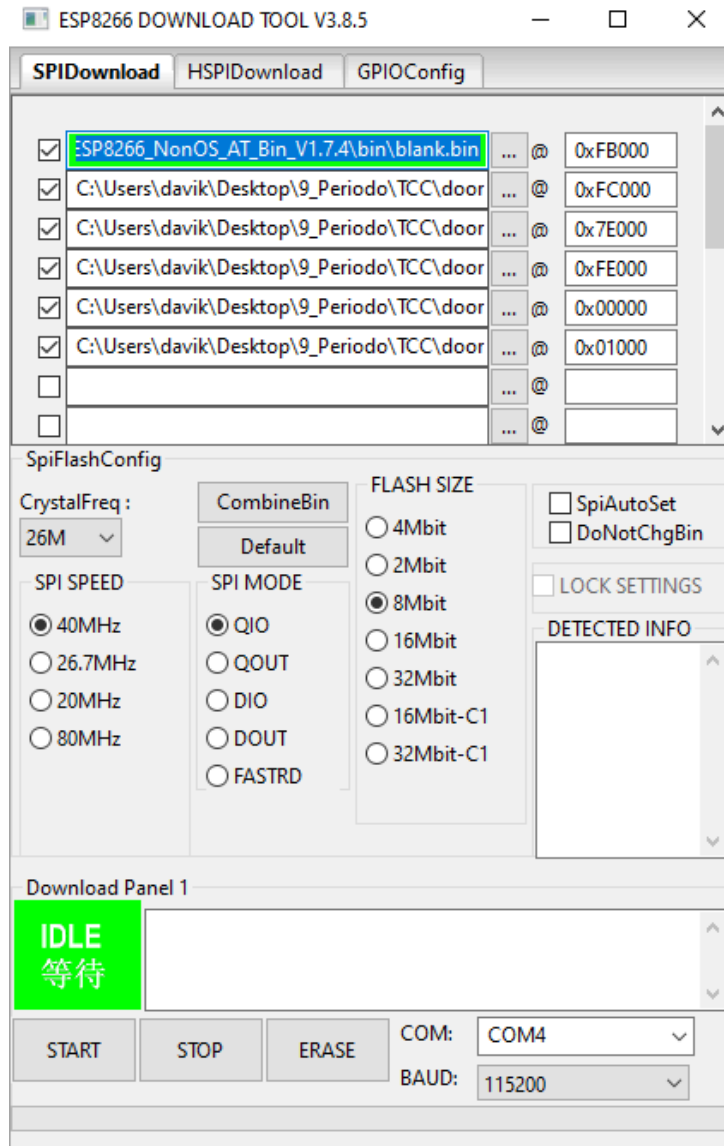 ESP8266 DOWNLOAD TOOL V3.8.5
SPIDownload HSPIDownload GPIOConfig
ESP8266_NonOS_AT_Bin_V1.7.4\bin\blank.bin ... @ 0xFB000
C:\Users\davik\Desktop\9_Periodo\TCC\door ... @ 0xFC000
C:\Users\davik\Desktop\9_Periodo\TCC\door ... @ 0x7E000
C:\Users\davik\Desktop\9_Periodo\TCC\door ... @ 0xFE000
C:\Users\davik\Desktop\9_Periodo\TCC\door ... @ 0x00000
C:\Users\davik\Desktop\9_Periodo\TCC\door ... @ 0x01000
... @
... @
SpiFlashConfig
CrystalFreq :
26M
CombineBin
Default
SPI SPEED
40MHz
26.7MHz
20MHz
80MHz
SPI MODE
QIO
QOUT
DIO
DOUT
FASTRD
FLASH SIZE
4Mbit
2Mbit
8Mbit
16Mbit
32Mbit
16Mbit-C1
32Mbit-C1
SpiAutoSet
DoNotChgBin
LOCK SETTINGS
DETECTED INFO
Download Panel 1
IDLE
等待
START STOP ERASE
COM: COM4
BAUD: 115200